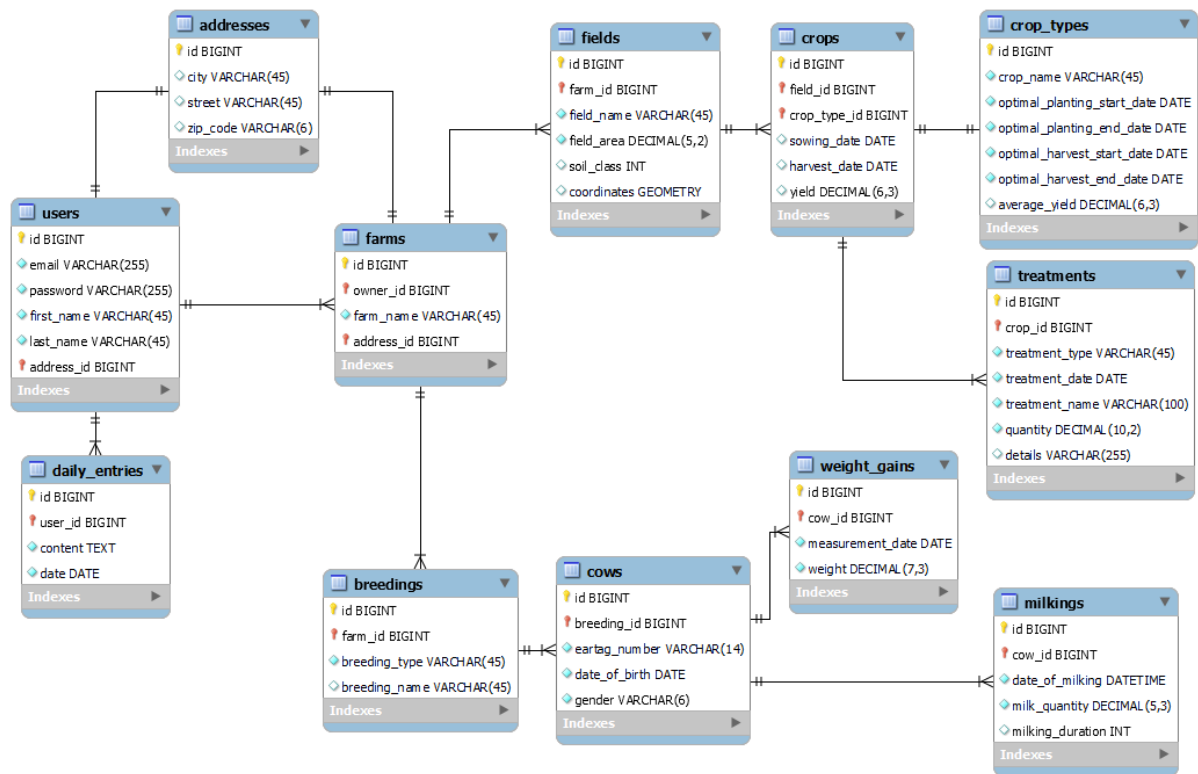 addresses
id BIGINT
city VARCHAR(45)
street VARCHAR(45)
zip_code VARCHAR(6)
Indexes
users
id BIGINT
email VARCHAR(255)
password VARCHAR(255)
first_name VARCHAR(45)
last_name VARCHAR(45)
address_id BIGINT
Indexes
daily_entries
id BIGINT
user_id BIGINT
content TEXT
date DATE
Indexes
farms
id BIGINT
owner_id BIGINT
farm_name VARCHAR(45)
address_id BIGINT
Indexes
breedings
id BIGINT
farm_id BIGINT
breeding_type VARCHAR(45)
breeding_name VARCHAR(45)
Indexes
fields
id BIGINT
farm_id BIGINT
field_name VARCHAR(45)
field_area DECIMAL(5,2)
soil_class INT
coordinates GEOMETRY
Indexes
crops
id BIGINT
field_id BIGINT
crop_type_id BIGINT
sowing_date DATE
harvest_date DATE
yield DECIMAL(6,3)
Indexes
crop_types
id BIGINT
crop_name VARCHAR(45)
optimal_planting_start_date DATE
optimal_planting_end_date DATE
optimal_harvest_start_date DATE
optimal_harvest_end_date DATE
average_yield DECIMAL(6,3)
Indexes
treatments
id BIGINT
crop_id BIGINT
treatment_type VARCHAR(45)
treatment_date DATE
treatment_name VARCHAR(100)
quantity DECIMAL(10,2)
details VARCHAR(255)
Indexes
cows
id BIGINT
breeding_id BIGINT
eartag_number VARCHAR(14)
date_of_birth DATE
gender VARCHAR(6)
Indexes
weight_gains
id BIGINT
cow_id BIGINT
measurement_date DATE
weight DECIMAL(7,3)
Indexes
milkings
id BIGINT
cow_id BIGINT
date_of_milking DATETIME
milk_quantity DECIMAL(5,3)
milking_duration INT
Indexes